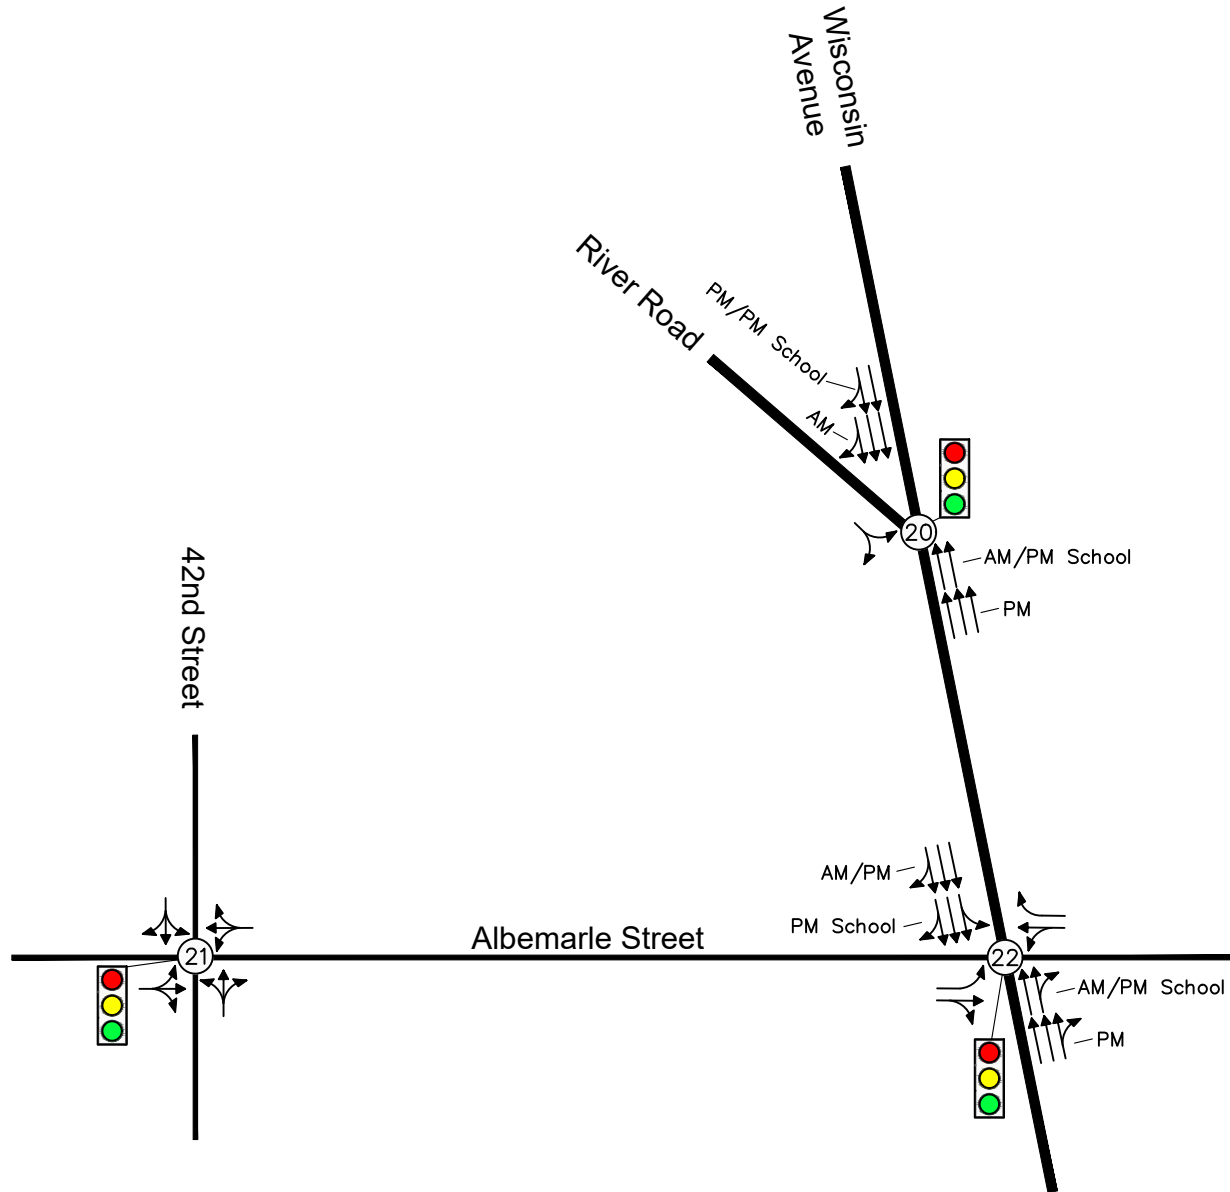 Wisconsin
Avenue
River Road
PM/PM School
AM
20
AM/PM School
PM
42nd Street
AM/PM
PM School
Albemarle Street
21
22
AM/PM School
PM